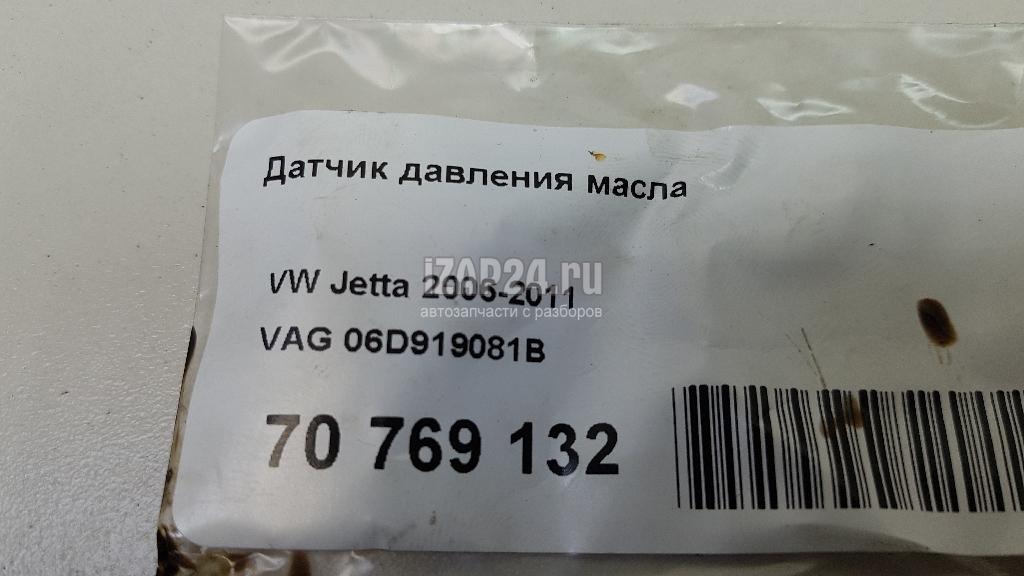 Датчик давления масла
iZAP24.ru
VW Jetta 2006-2011
автозапчасти с разборов
VAG 06D919081B
70 769 132